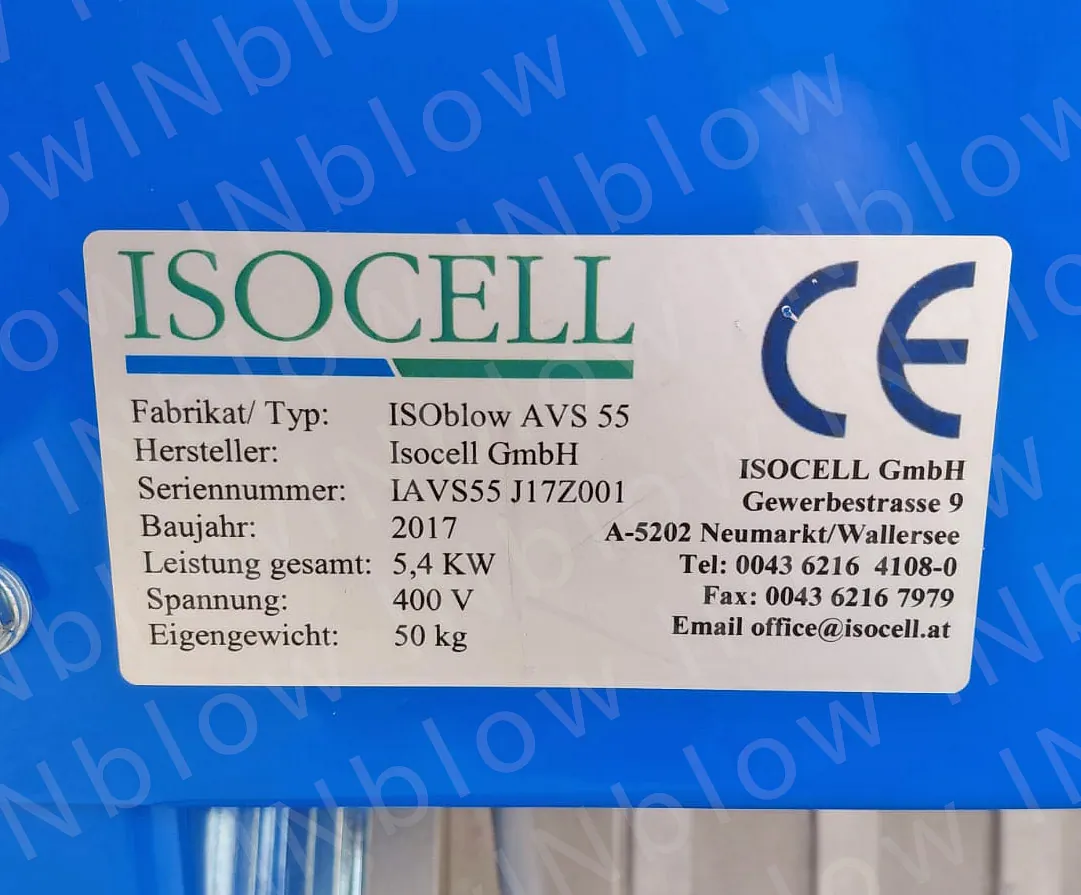 ISOCELL
CE
Fabrikat/ Typ: ISOblow AVS 55
Hersteller: Isocell GmbH
Seriennummer: IAVS55 J17Z001
Baujahr: 2017
Leistung gesamt: 5,4 KW
Spannung: 400 V
Eigengewicht: 50 kg
ISOCELL GmbH
Gewerbestrasse 9
A-5202 Neumarkt/Wallersee
Tel: 0043 6216 4108-0
Fax: 0043 6216 7979
Email office@isocell.at
INblow